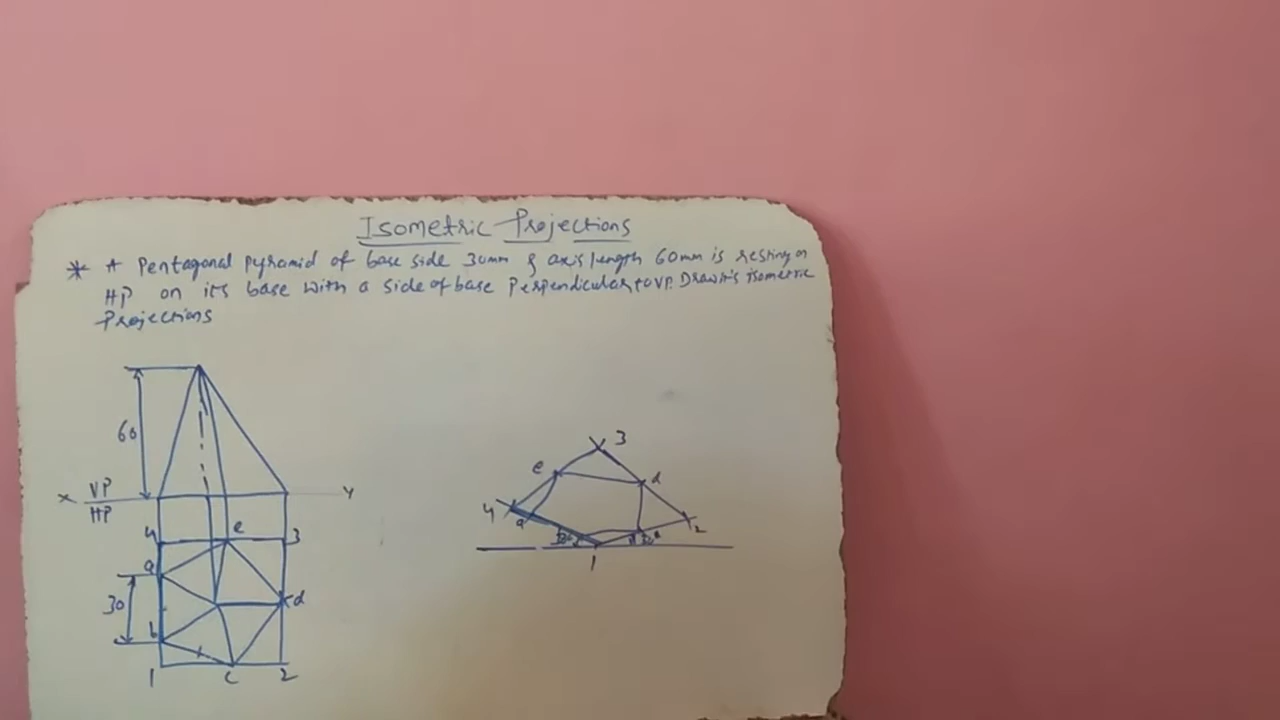 Isometric Projections
* A Pentagonal pyramid of base side 30mm & axis length 60mm is resting on
HP on its base with a side of base Perpendicular to VP. Draw its isometric
Projections
60
X VP Y
HP
4 e 3
a
30 d
b
1 c 2
3
e d
4 a 2
30° 30°
1